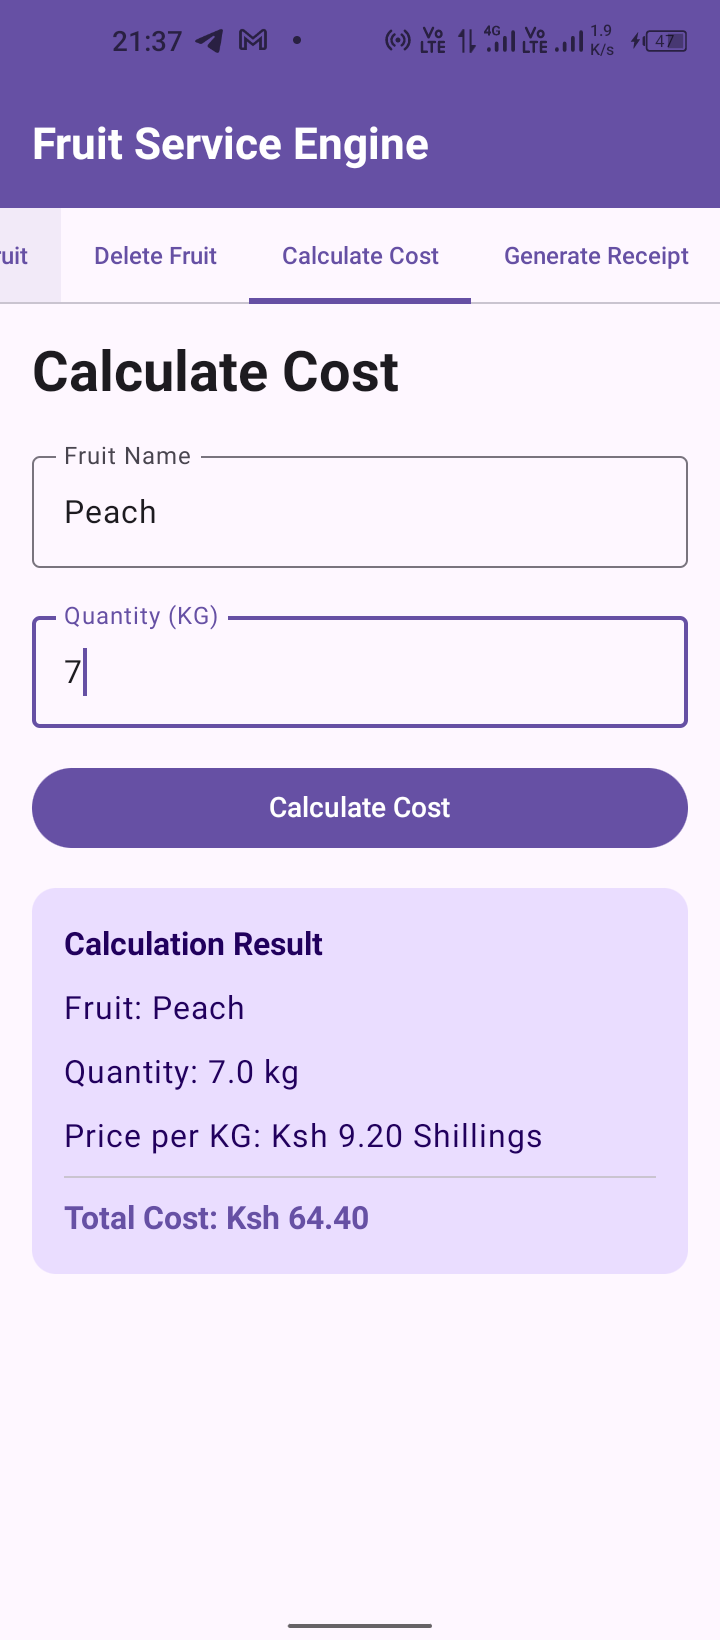 21:37 Vo LTE 4G Vo LTE 1.9 K/s 47
Fruit Service Engine
ruit Delete Fruit Calculate Cost Generate Receipt
Calculate Cost
Fruit Name
Peach
Quantity (KG)
7
Calculate Cost
Calculation Result
Fruit: Peach
Quantity: 7.0 kg
Price per KG: Ksh 9.20 Shillings
Total Cost: Ksh 64.40